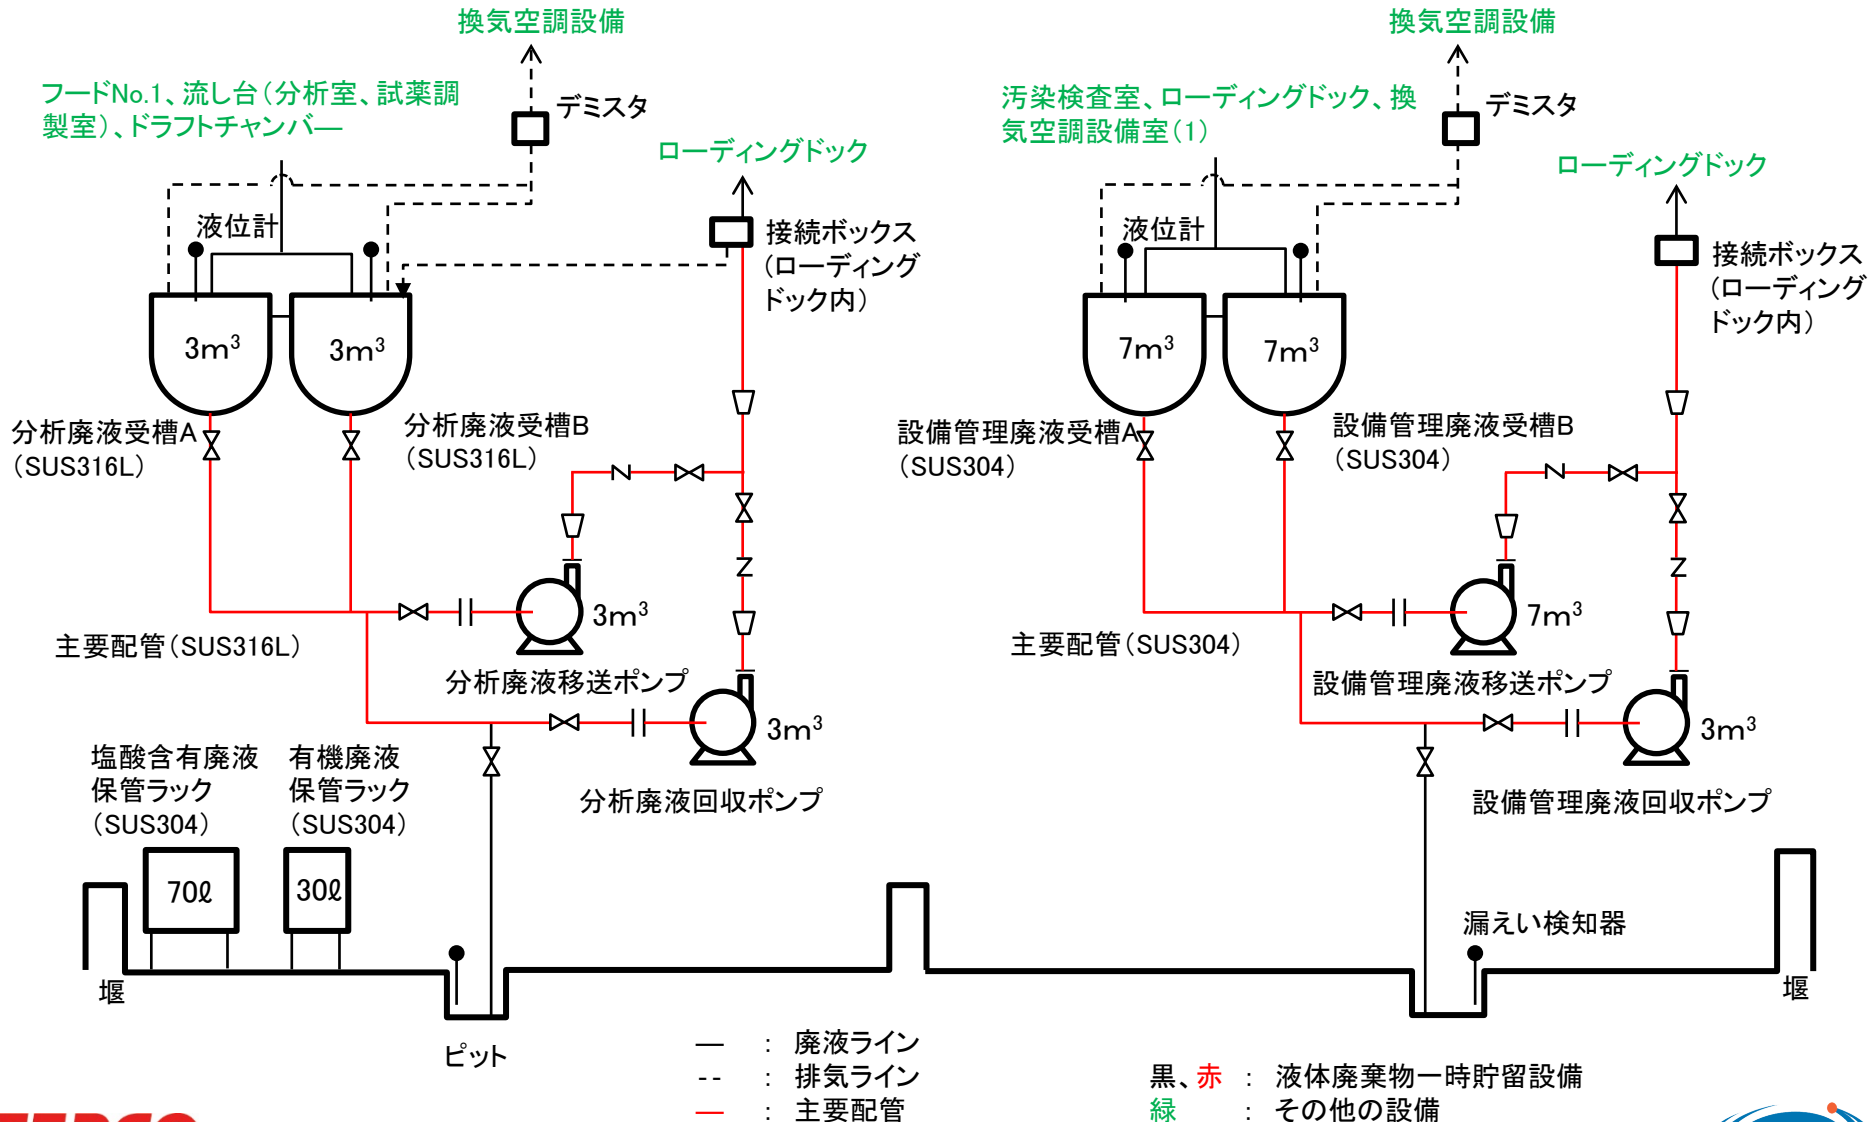 換気空調設備
フードNo.1、流し台(分析室、試薬調
製室)、ドラフトチャンバ―
デミスタ
ローディングドック
液位計
接続ボックス
(ローディング
ドック内)
3m³
3m³
分析廃液受槽A
(SUS316L)
分析廃液受槽B
(SUS316L)
3m³
主要配管(SUS316L)
分析廃液移送ポンプ
3m³
分析廃液回収ポンプ
塩酸含有廃液
保管ラック
(SUS304)
有機廃液
保管ラック
(SUS304)
70ℓ
30ℓ
堰
ピット
換気空調設備
汚染検査室、ローディングドック、換
気空調設備室(1)
デミスタ
ローディングドック
液位計
接続ボックス
(ローディング
ドック内)
7m³
7m³
設備管理廃液受槽A
(SUS304)
設備管理廃液受槽B
(SUS304)
7m³
主要配管(SUS304)
設備管理廃液移送ポンプ
3m³
設備管理廃液回収ポンプ
漏えい検知器
堰
― : 廃液ライン
-- : 排気ライン
― : 主要配管
黒、赤 : 液体廃棄物一時貯留設備
緑 : その他の設備